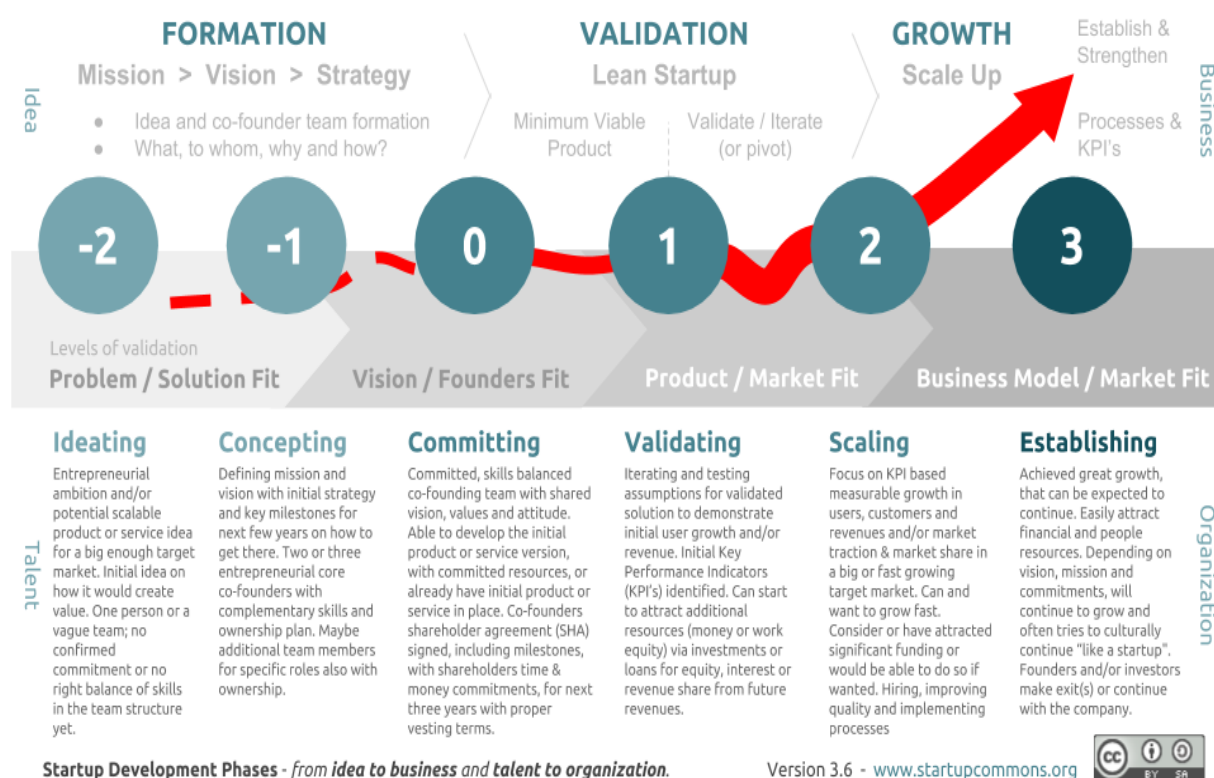 FORMATION
Mission > Vision > Strategy
● Idea and co-founder team formation
● What, to whom, why and how?
VALIDATION
Lean Startup
Minimum Viable
Product
Validate / Iterate
(or pivot)
GROWTH
Scale Up
Establish &
Strengthen
Processes &
KPI's
Idea
Business
-2
-1
0
1
2
3
Levels of validation
Problem / Solution Fit
Vision / Founders Fit
Product / Market Fit
Business Model / Market Fit
Talent
Organization
Ideating
Entrepreneurial
ambition and/or
potential scalable
product or service idea
for a big enough target
market. Initial idea on
how it would create
value. One person or a
vague team; no
confirmed
commitment or no
right balance of skills
in the team structure
yet.
Concepting
Defining mission and
vision with initial strategy
and key milestones for
next few years on how to
get there. Two or three
entrepreneurial core
co-founders with
complementary skills and
ownership plan. Maybe
additional team members
for specific roles also with
ownership.
Committing
Committed, skills balanced
co-founding team with shared
vision, values and attitude.
Able to develop the initial
product or service version,
with committed resources, or
already have initial product or
service in place. Co-founders
shareholder agreement (SHA)
signed, including milestones,
with shareholders time &
money commitments, for next
three years with proper
vesting terms.
Validating
Iterating and testing
assumptions for validated
solution to demonstrate
initial user growth and/or
revenue. Initial Key
Performance Indicators
(KPI's) identified. Can start
to attract additional
resources (money or work
equity) via investments or
loans for equity, interest or
revenue share from future
revenues.
Scaling
Focus on KPI based
measurable growth in
users, customers and
revenues and/or market
traction & market share in
a big or fast growing
target market. Can and
want to grow fast.
Consider or have attracted
significant funding or
would be able to do so if
wanted. Hiring, improving
quality and implementing
processes
Establishing
Achieved great growth,
that can be expected to
continue. Easily attract
financial and people
resources. Depending on
vision, mission and
commitments, will
continue to grow and
often tries to culturally
continue "like a startup".
Founders and/or investors
make exit(s) or continue
with the company.
Startup Development Phases - from idea to business and talent to organization.
Version 3.6 - www.startupcommons.org
cc
BY SA